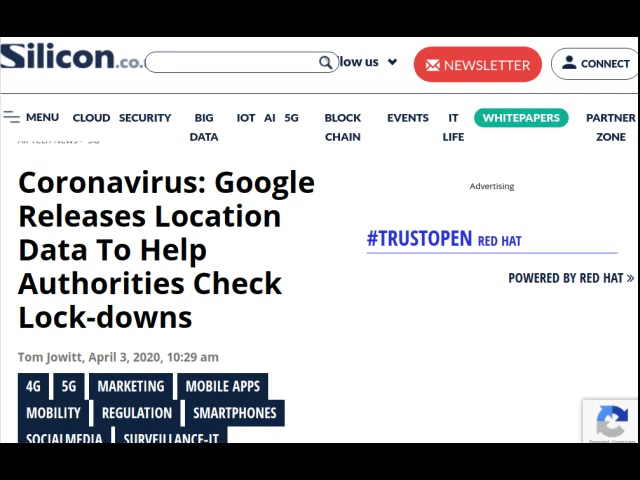 Silicon.co.
low us
NEWSLETTER
CONNECT
MENU CLOUD SECURITY BIG DATA IOT AI 5G BLOCK CHAIN EVENTS IT LIFE WHITEPAPERS PARTNER ZONE
Coronavirus: Google
Releases Location
Data To Help
Authorities Check
Lock-downs
Tom Jowitt, April 3, 2020, 10:29 am
4G 5G MARKETING MOBILE APPS
MOBILITY REGULATION SMARTPHONES
SOCIALMEDIA SURVEILLANCE-IT
Advertising
#TRUSTOPEN RED HAT
POWERED BY RED HAT »